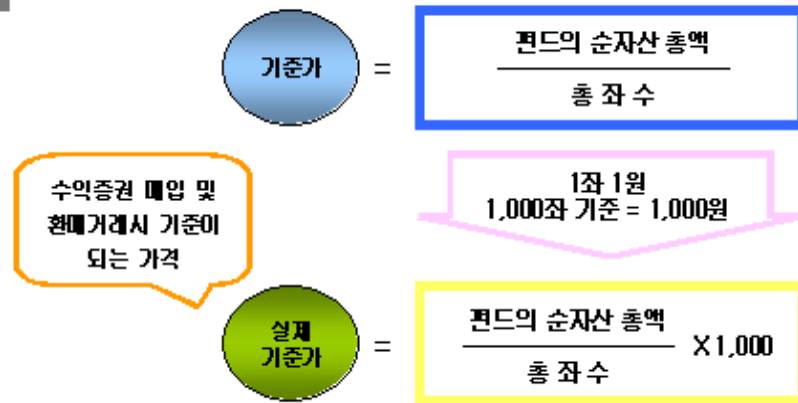 기준가 = 펀드의 순자산 총액
총 좌 수
1좌 1원
1,000좌 기준 = 1,000원
수익증권 매입 및
환매거래시 기준이
되는 가격
실제
기준가 = 펀드의 순자산 총액
총 좌 수
X 1,000